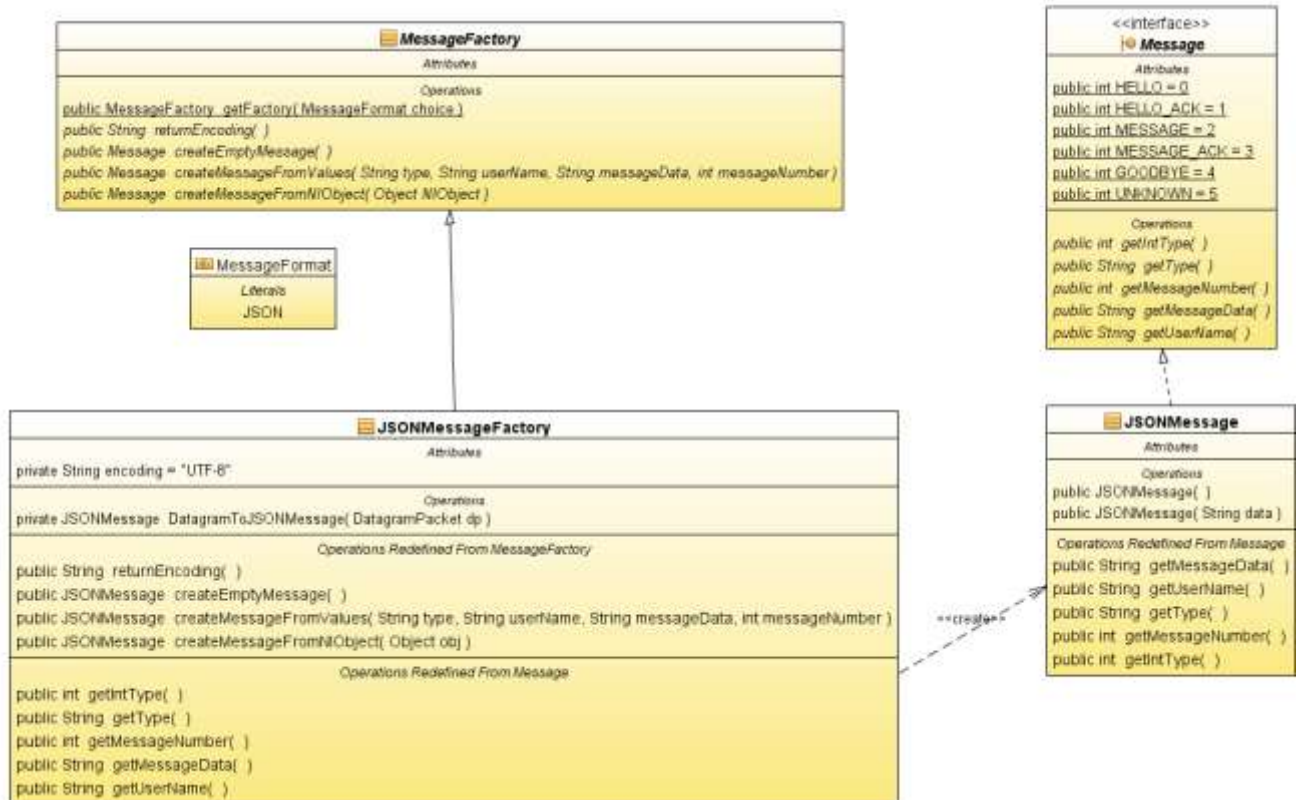 MessageFactory
Attributes
Operations
public MessageFactory getFactory( MessageFormat choice )
public String returnEncoding( )
public Message createEmptyMessage( )
public Message createMessageFromValues( String type, String userName, String messageData, int messageNumber )
public Message createMessageFromNIObject( Object NIObject )
<<interface>>
Message
Attributes
public int HELLO = 0
public int HELLO_ACK = 1
public int MESSAGE = 2
public int MESSAGE_ACK = 3
public int GOODBYE = 4
public int UNKNOWN = 5
Operations
public int getIntType( )
public String getType( )
public int getMessageNumber( )
public String getMessageData( )
public String getUserName( )
MessageFormat
Literals
JSON
JSONMessageFactory
Attributes
private String encoding = "UTF-8"
Operations
private JSONMessage DatagramToJSONMessage( DatagramPacket dp )
Operations Redefined From MessageFactory
public String returnEncoding( )
public JSONMessage createEmptyMessage( )
public JSONMessage createMessageFromValues( String type, String userName, String messageData, int messageNumber )
public JSONMessage createMessageFromNIObject( Object obj )
Operations Redefined From Message
public int getIntType( )
public String getType( )
public int getMessageNumber( )
public String getMessageData( )
public String getUserName( )
<<create>>
JSONMessage
Attributes
Operations
public JSONMessage( )
public JSONMessage( String data )
Operations Redefined From Message
public String getMessageData( )
public String getUserName( )
public String getType( )
public int getMessageNumber( )
public int getIntType( )